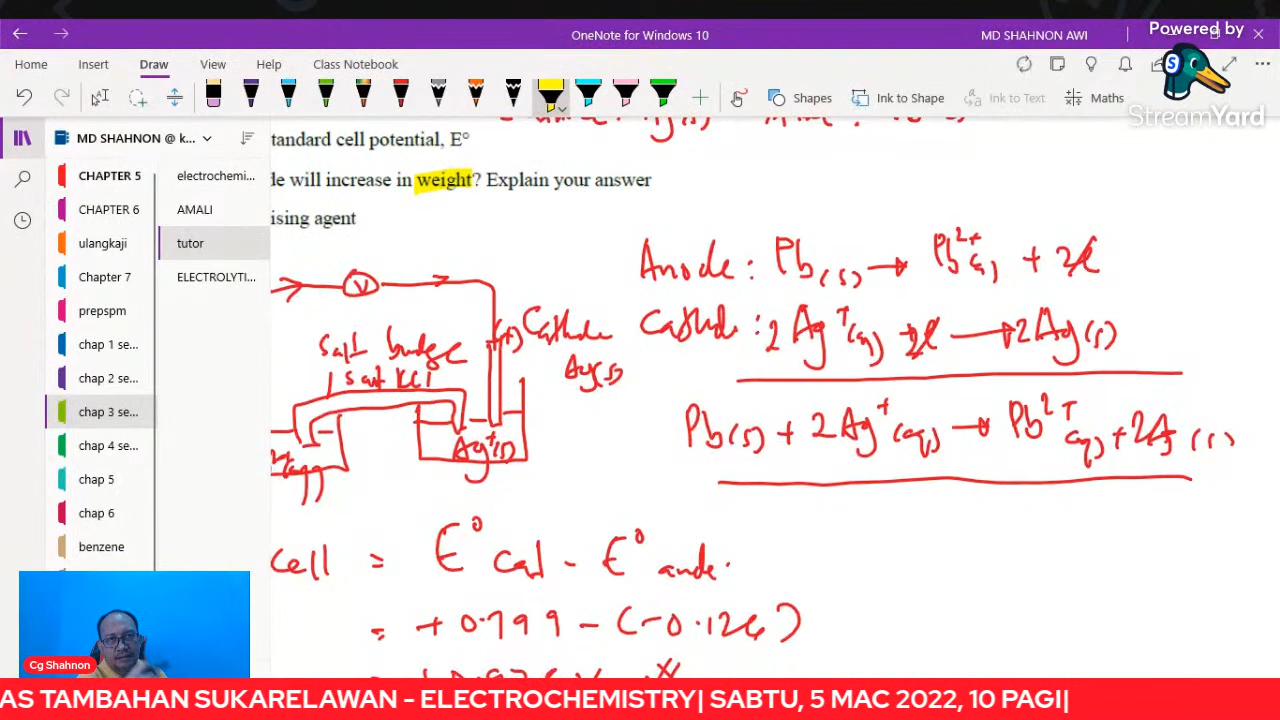 OneNote for Windows 10
MD SHAHNON AWI
Powered by
StreamYard
Home Insert Draw View Help Class Notebook
Shapes
Ink to Shape
Ink to Text
Maths
MD SHAHNON @ k...
CHAPTER 5
CHAPTER 6
ulangkaji
Chapter 7
prepspm
chap 1 se...
chap 2 se...
chap 3 se...
chap 4 se...
chap 5
chap 6
benzene
electrochemi...
AMALI
tutor
ELECTROLYTI...
tandard cell potential, E°
de will increase in weight? Explain your answer
ising agent
Anode: Pb(s) → Pb²⁺(aq) + 2e
Cathode: 2Ag⁺(aq) + 2e → 2Ag(s)
Pb(s) + 2Ag⁺(aq) → Pb²⁺(aq) + 2Ag(s)
V
(+) Cathode
Ag(s)
Salt bridge
sat KCl
Ag⁺(s)
cell = E° cat - E° anode
= +0.799 - (-0.126)
Cg Shahnon
AS TAMBAHAN SUKARELAWAN - ELECTROCHEMISTRY| SABTU, 5 MAC 2022, 10 PAGI|